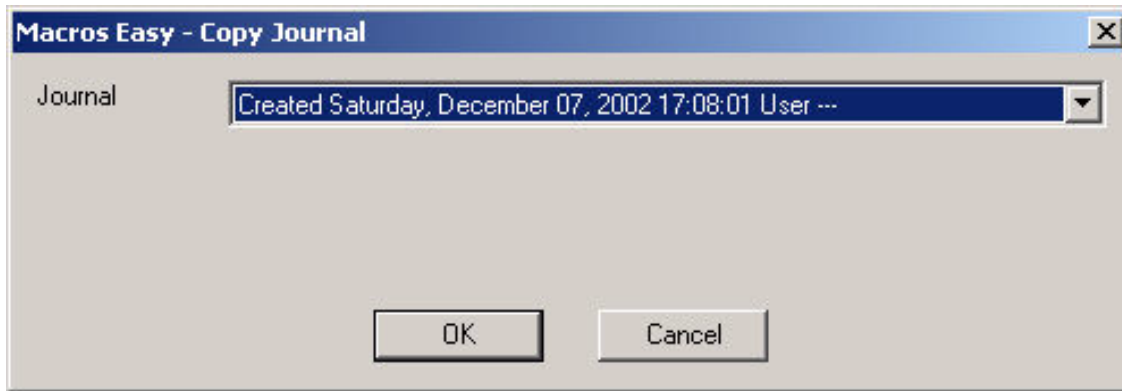 Macros Easy - Copy Journal
Journal
Created Saturday, December 07, 2002 17:08:01 User ---
OK
Cancel